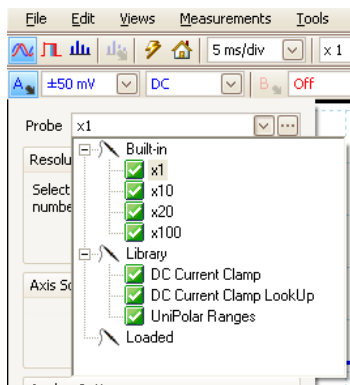 File Edit Views Measurements Tools
5 ms/div x 1
A ±50 mV DC B Off
Probe x1
Built-in
Resolu
x1
Select
x10
numbe
x20
x100
Library
Axis Sc
DC Current Clamp
DC Current Clamp LookUp
UniPolar Ranges
Loaded